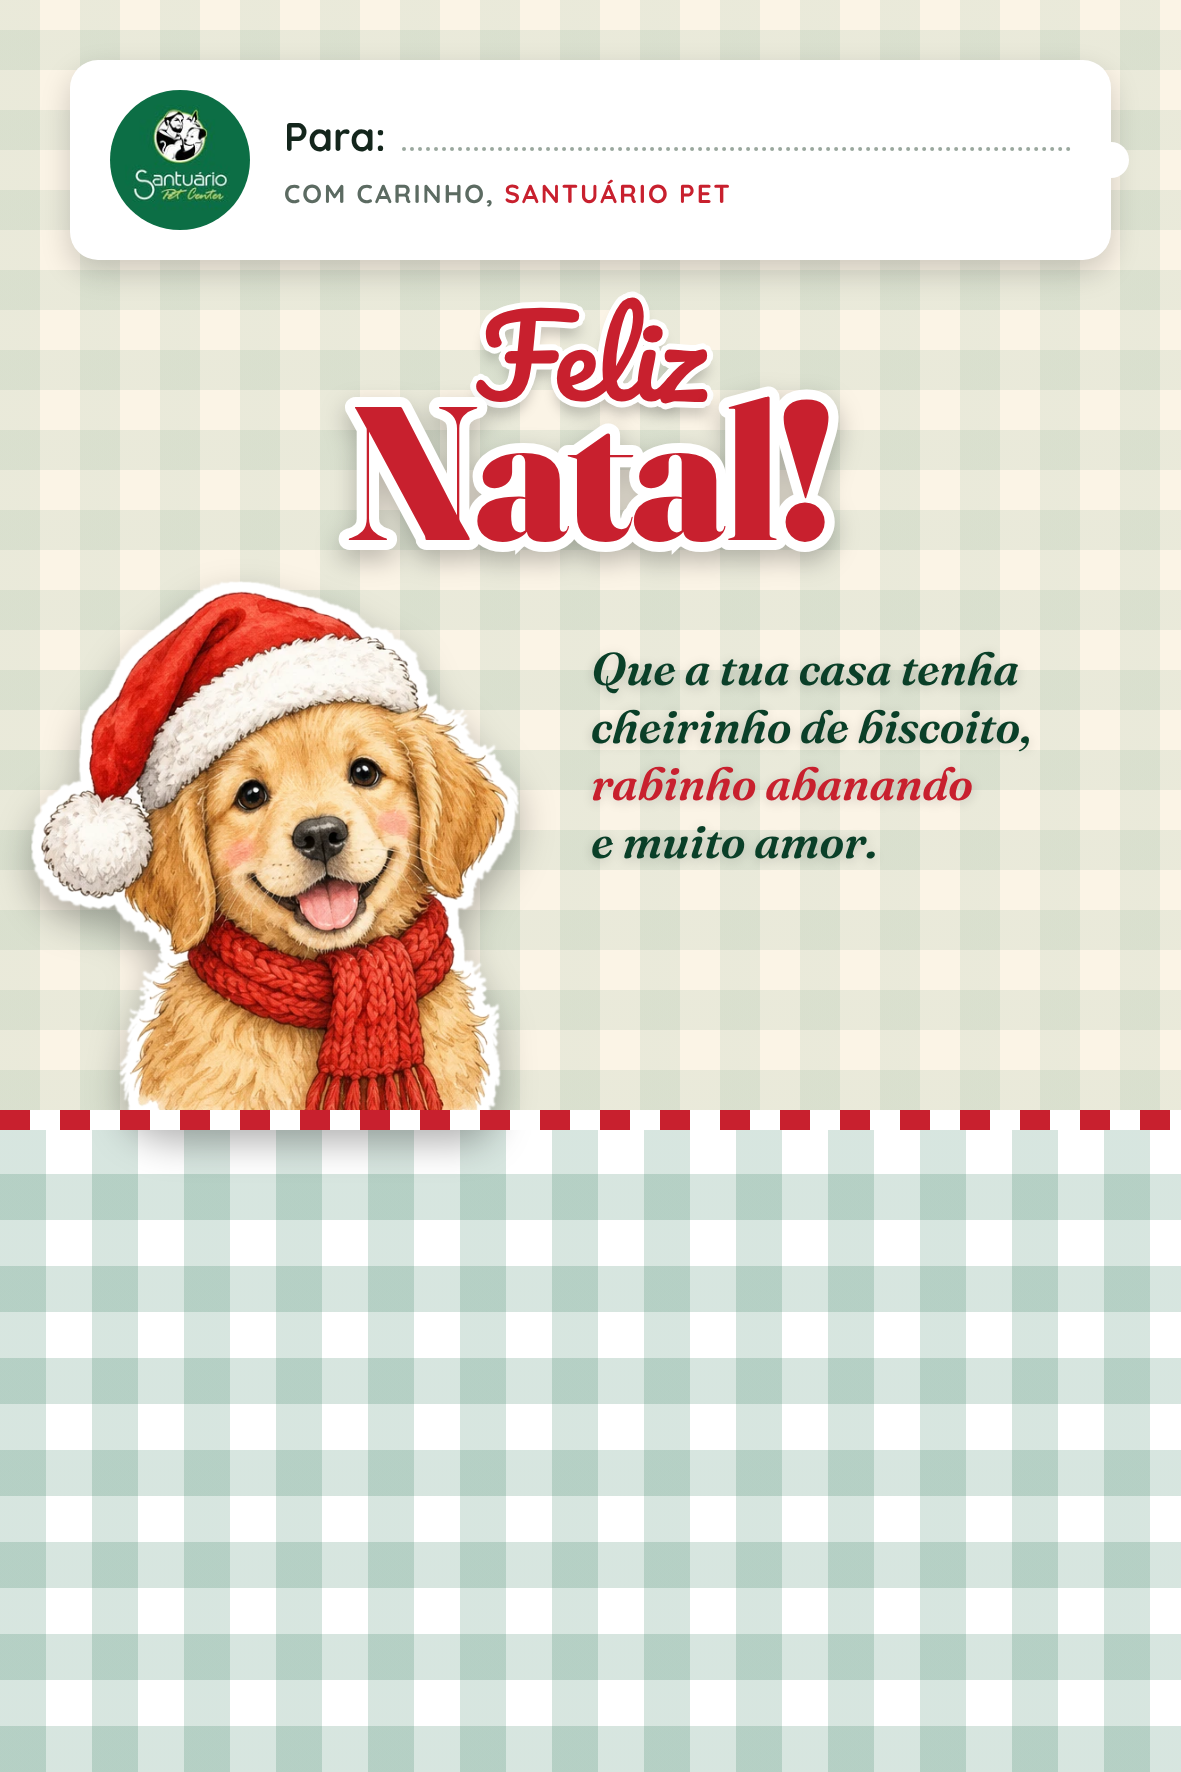 Santuário
Pet Center
Para:
COM CARINHO, SANTUÁRIO PET
Feliz
Natal!
Que a tua casa tenha
cheirinho de biscoito,
rabinho abanando
e muito amor.